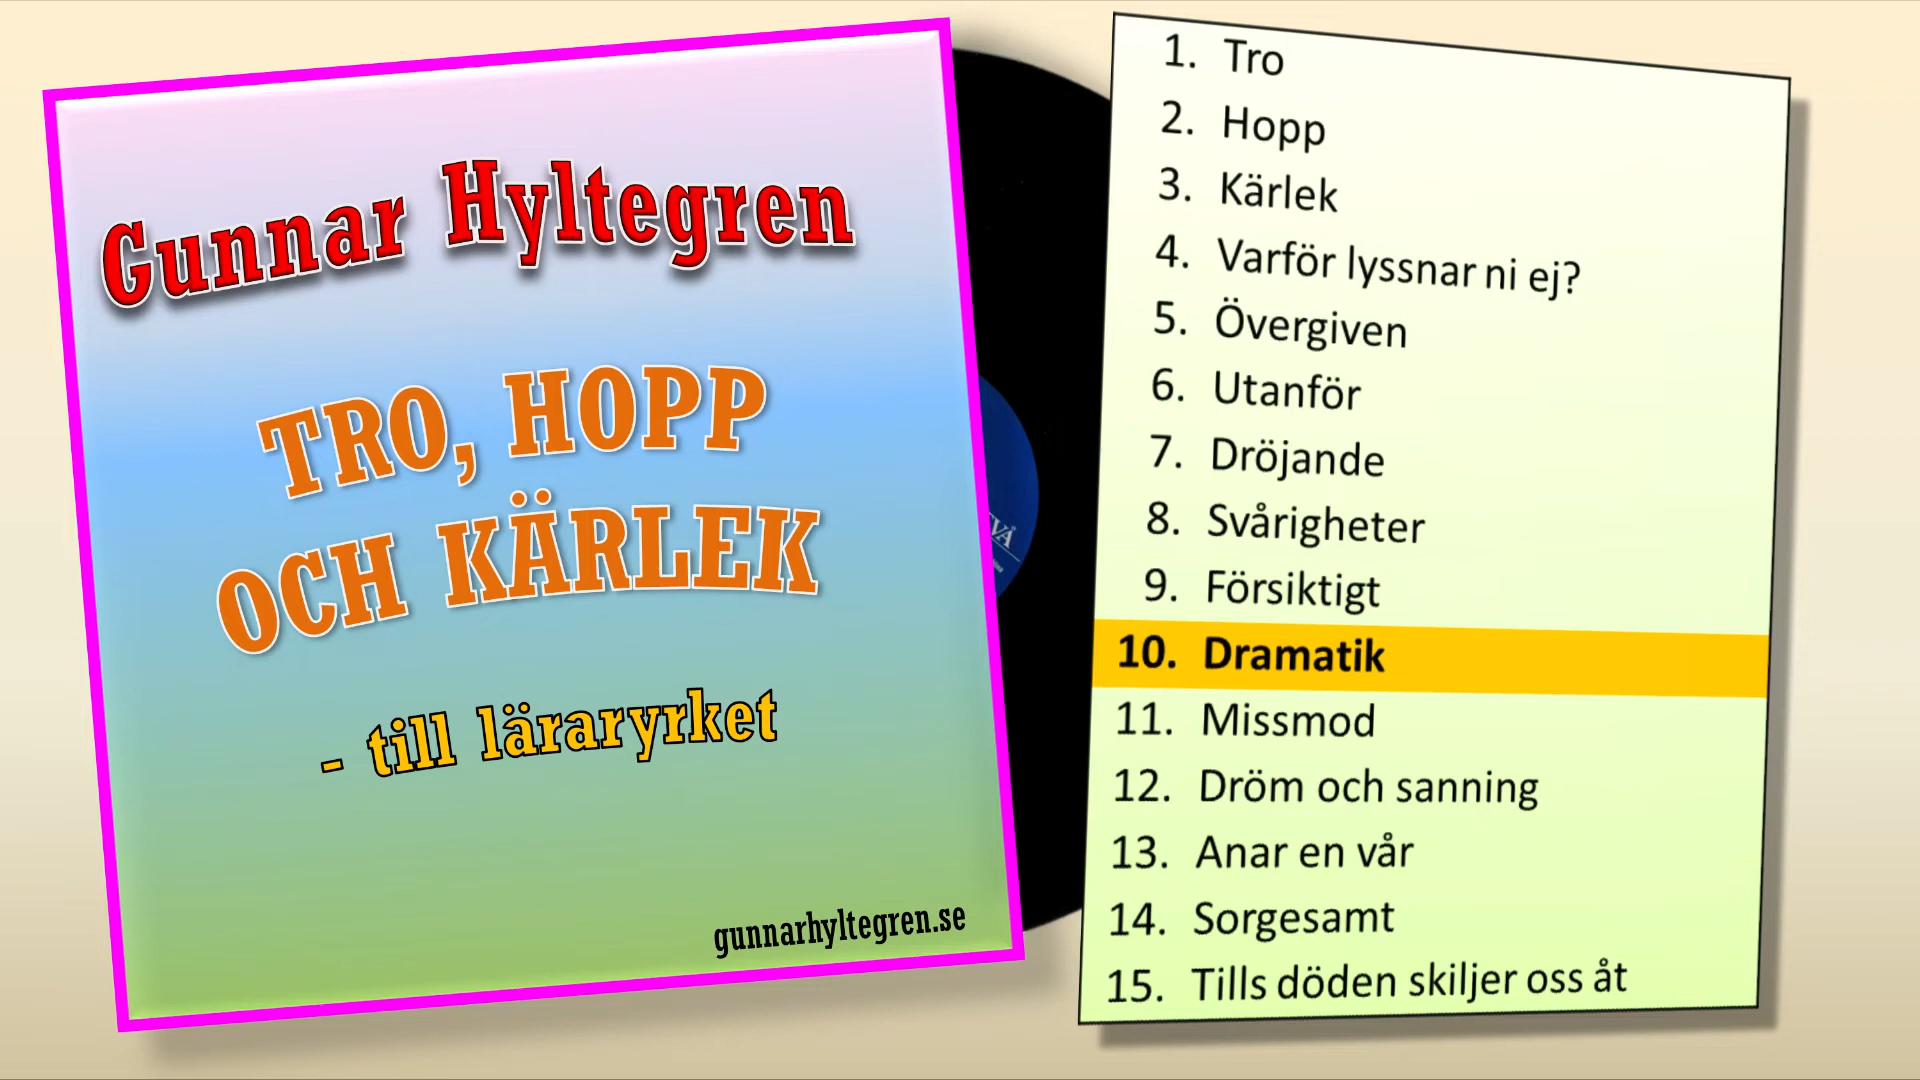 Gunnar Hyltegren
TRO, HOPP
OCH KÄRLEK
- till läraryrket
gunnarhyltegren.se
1. Tro
2. Hopp
3. Kärlek
4. Varför lyssnar ni ej?
5. Övergiven
6. Utanför
7. Dröjande
8. Svårigheter
9. Försiktigt
10. Dramatik
11. Missmod
12. Dröm och sanning
13. Anar en vår
14. Sorgesamt
15. Tills döden skiljer oss åt